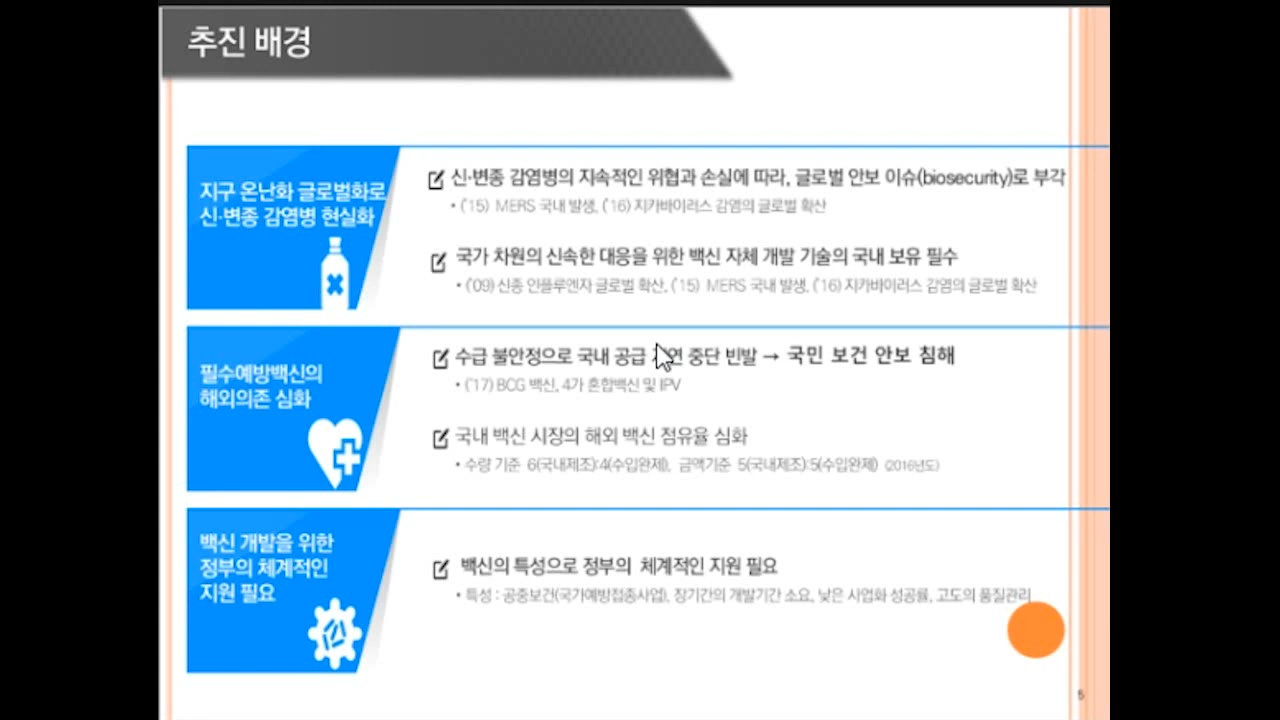 추진 배경
지구 온난화 글로벌화로
신·변종 감염병 현실화
신·변종 감염병의 지속적인 위협과 손실에 따라, 글로벌 안보 이슈(biosecurity)로 부각
• ('15) MERS 국내 발생, ('16) 지카바이러스 감염의 글로벌 확산
국가 차원의 신속한 대응을 위한 백신 자체 개발 기술의 국내 보유 필수
• ('09) 신종 인플루엔자 글로벌 확산, ('15) MERS 국내 발생, ('16) 지카바이러스 감염의 글로벌 확산
필수예방백신의
해외의존 심화
수급 불안정으로 국내 공급 중단 빈발 → 국민 보건 안보 침해
• ('17) BCG 백신, 4가 혼합백신 및 IPV
국내 백신 시장의 해외 백신 점유율 심화
• 수량 기준 6(국내제조):4(수입완제), 금액기준 5(국내제조):5(수입완제) (2016년도)
백신 개발을 위한
정부의 체계적인
지원 필요
백신의 특성으로 정부의 체계적인 지원 필요
• 특성 : 공중보건(국가예방접종사업), 장기간의 개발기간 소요, 낮은 사업화 성공률, 고도의 품질관리
5